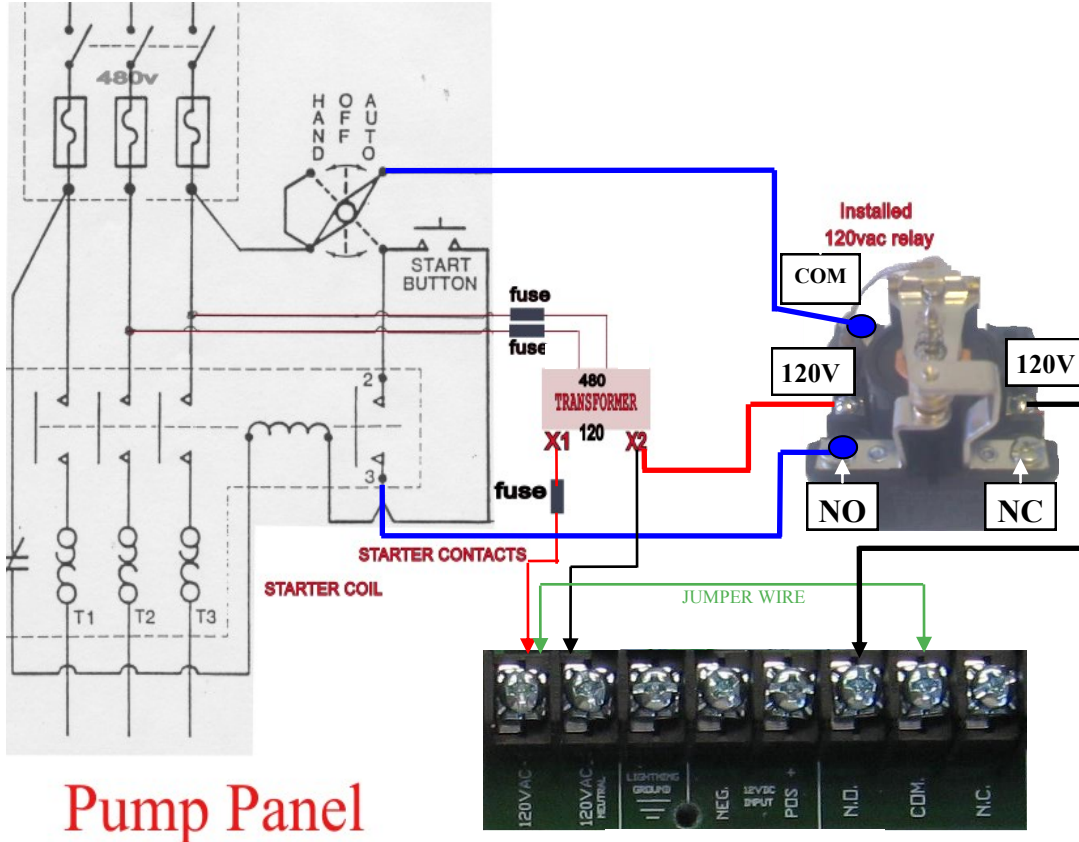 480v
HAND
OFF
AUTO
START
BUTTON
Installed
120vac relay
COM
120V
120V
NO
NC
fuse
fuse
480
TRANSFORMER
120
X1
X2
fuse
2
3
STARTER CONTACTS
STARTER COIL
T1
T2
T3
JUMPER WIRE
120VAC
120VAC
NEUTRAL
LIGHTNING
GROUND
NEG.
12VDC
INPUT
POS +
N.O.
COM.
N.C.
Pump Panel